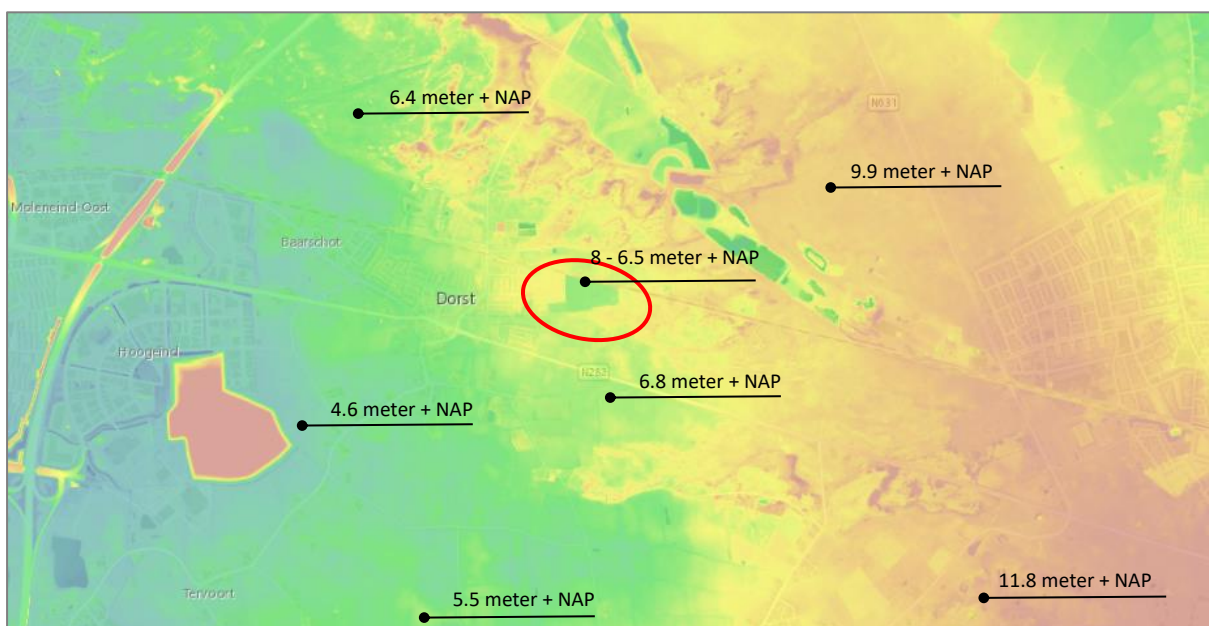 6.4 meter + NAP
N631
9.9 meter + NAP
Moleneind-Oost
Baarschot
8 - 6.5 meter + NAP
Dorst
Hoogeind
N282
6.8 meter + NAP
4.6 meter + NAP
11.8 meter + NAP
Tervoort
5.5 meter + NAP